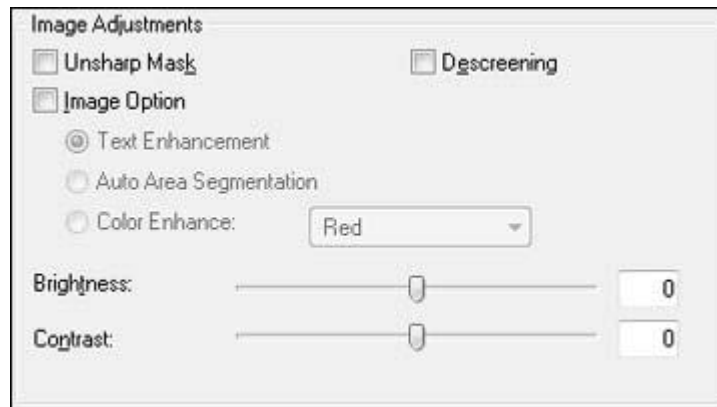 Image Adjustments
Unsharp Mask Descreening
Image Option
Text Enhancement
Auto Area Segmentation
Color Enhance: Red
Brightness: 0
Contrast: 0